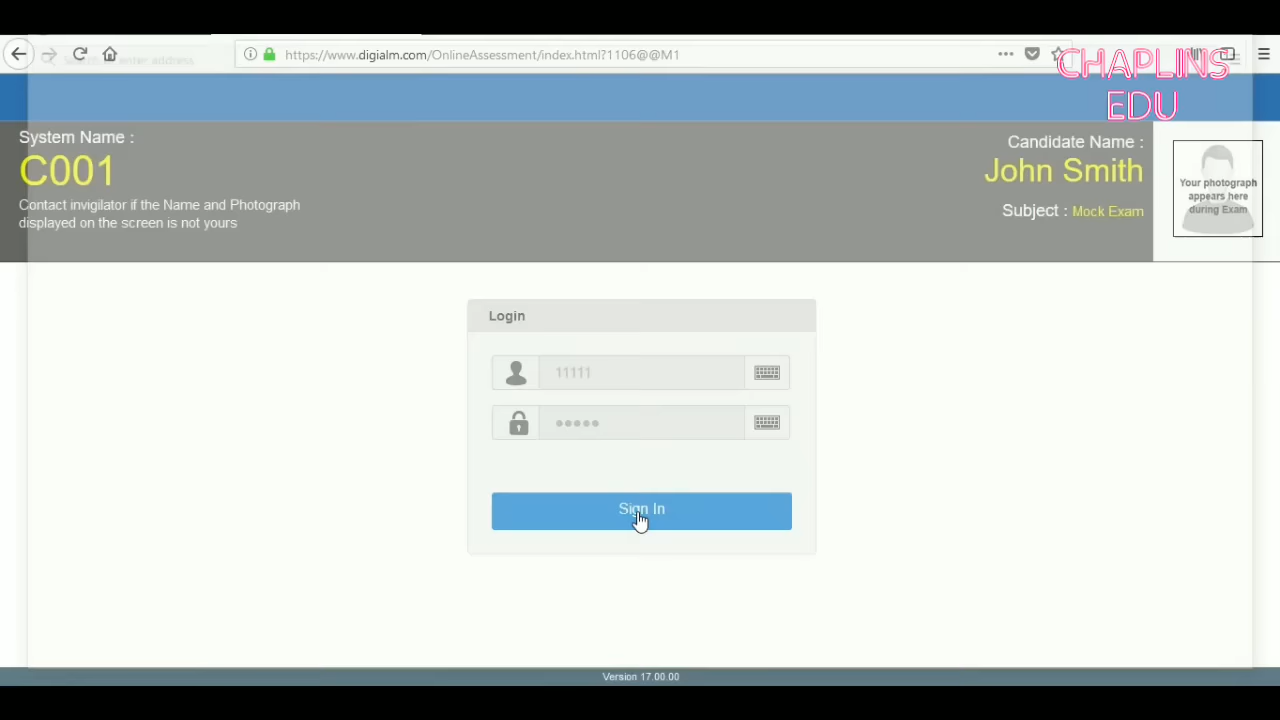 https://www.digialm.com/OnlineAssessment/index.html?1106@@M1
CHAPLINS
EDU
System Name :
C001
Contact invigilator if the Name and Photograph
displayed on the screen is not yours
Candidate Name :
John Smith
Subject : Mock Exam
Your photograph
appears here
during Exam
Login
11111
Sign In
Version 17.00.00